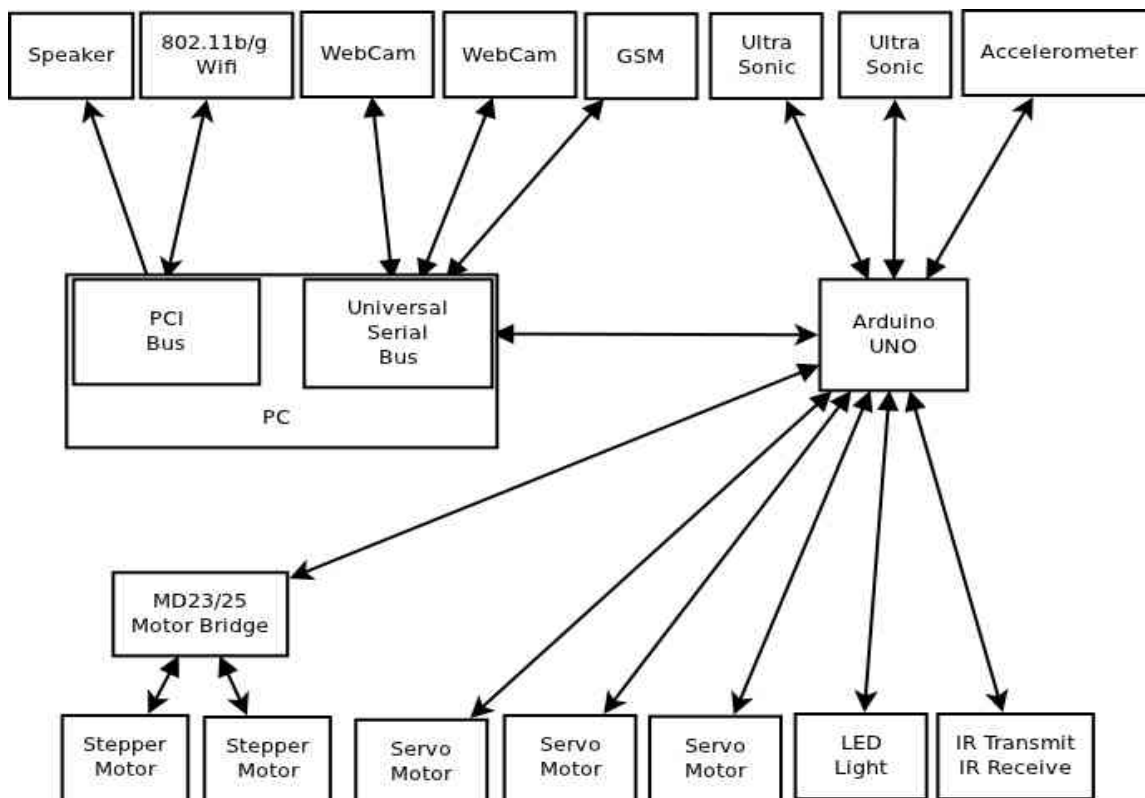 Speaker
802.11b/g
Wifi
WebCam
WebCam
GSM
Ultra
Sonic
Ultra
Sonic
Accelerometer
PCI
Bus
Universal
Serial
Bus
PC
Arduino
UNO
MD23/25
Motor Bridge
Stepper
Motor
Stepper
Motor
Servo
Motor
Servo
Motor
Servo
Motor
LED
Light
IR Transmit
IR Receive